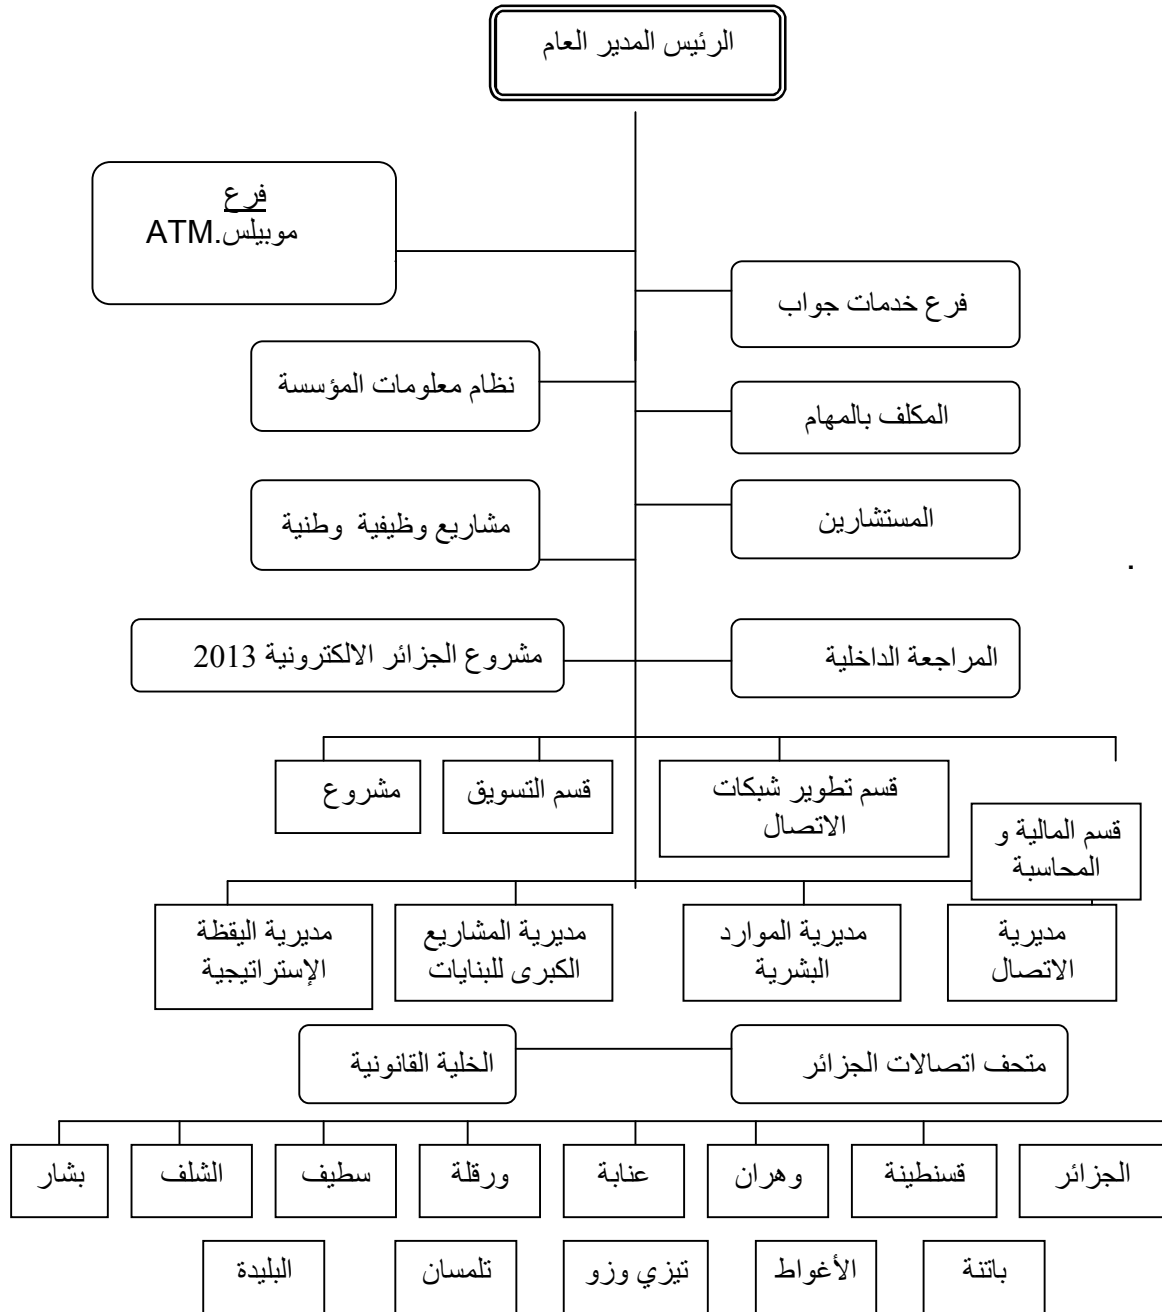 الرئيس المدير العام
فرع
موبيلس.ATM
فرع خدمات جواب
نظام معلومات المؤسسة
المكلف بالمهام
مشاريع وظيفية وطنية
المستشارين
.
المراجعة الداخلية
مشروع الجزائر الالكترونية 2013
قسم المالية و
المحاسبة
قسم تطوير شبكات
الاتصال
قسم التسويق
مشروع
مديرية
الاتصال
مديرية الموارد
البشرية
مديرية المشاريع
الكبرى للبنايات
مديرية اليقظة
الإستراتيجية
متحف اتصالات الجزائر
الخلية القانونية
الجزائر
قسنطينة
وهران
عنابة
ورقلة
سطيف
الشلف
بشار
باتنة
الأغواط
تيزي وزو
تلمسان
البليدة